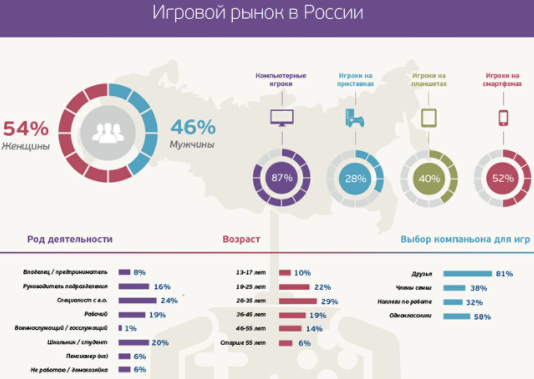 Игровой рынок в России
Компьютерные
игроки
Игроки на
приставках
Игроки на
планшетах
Игроки на
смартфонах
54%
Женщины
46%
Мужчины
87%
28%
40%
52%
Род деятельности
Владелец / предприниматель 8%
Руководитель подразделения 16%
Специалист с в.о. 24%
Рабочий 19%
Военнослужащий / госслужащий 1%
Школьник / студент 20%
Пенсионер (ка) 6%
Не работаю / домохозяйка 6%
Возраст
13-17 лет 10%
18-25 лет 22%
26-35 лет 29%
36-45 лет 19%
46-55 лет 14%
Старше 55 лет 6%
Выбор компаньона для игр
Друзья 81%
Члены семьи 38%
Коллеги по работе 32%
Одноклассники 58%